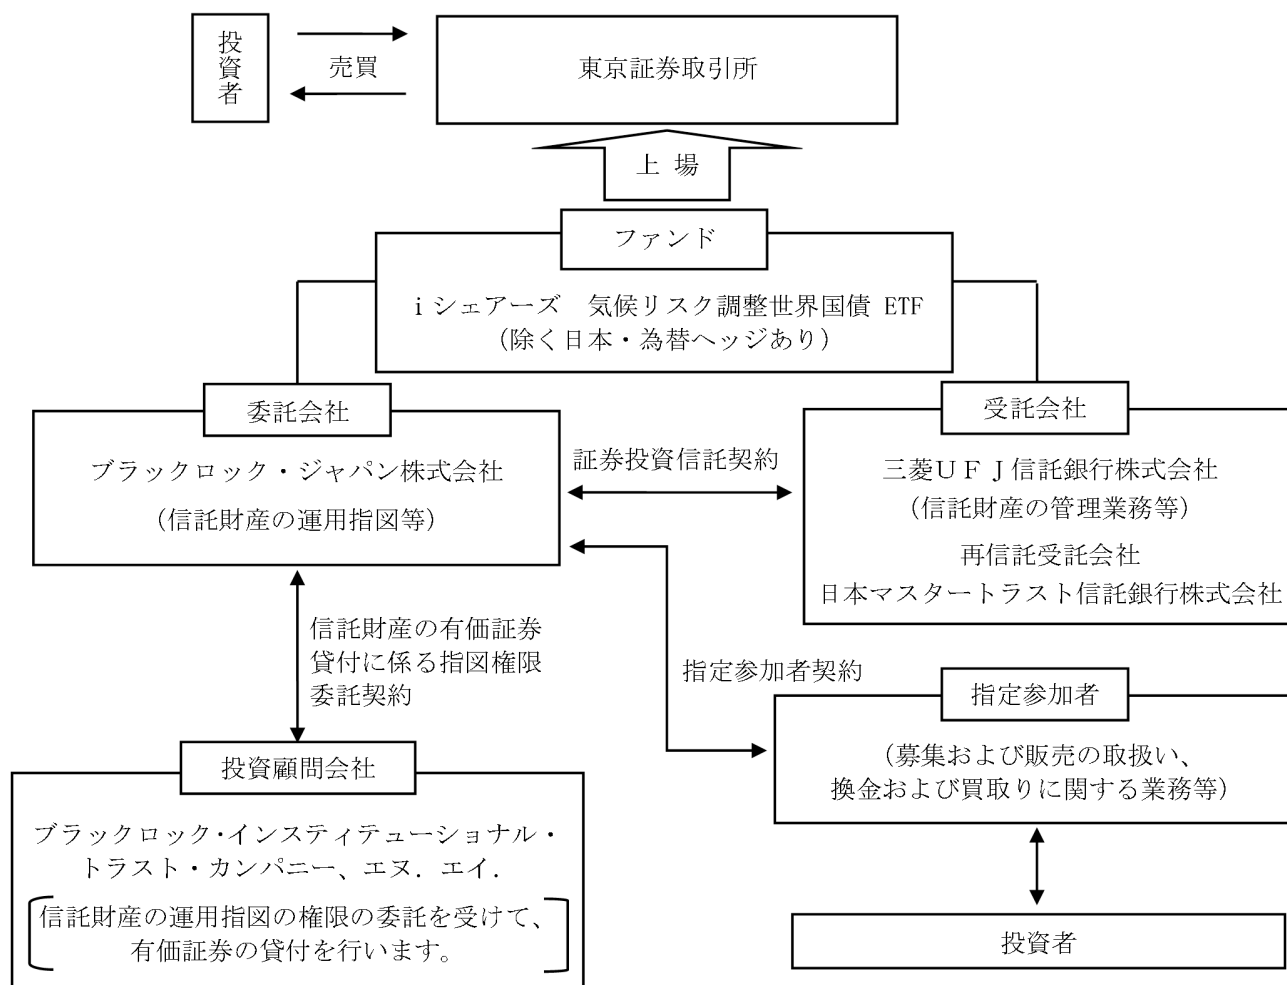 投資者
売買
東京証券取引所
上 場
ファンド
i シェアーズ 気候リスク調整世界国債 ETF
（除く日本・為替ヘッジあり）
委託会社
ブラックロック・ジャパン株式会社
（信託財産の運用指図等）
証券投資信託契約
受託会社
三菱ＵＦＪ信託銀行株式会社
（信託財産の管理業務等）
再信託受託会社
日本マスタートラスト信託銀行株式会社
信託財産の有価証券
貸付に係る指図権限
委託契約
指定参加者契約
指定参加者
（募集および販売の取扱い、
換金および買取りに関する業務等）
投資顧問会社
ブラックロック・インスティテューショナル・
トラスト・カンパニー、エヌ．エイ．
信託財産の運用指図の権限の委託を受けて、
有価証券の貸付を行います。
投資者